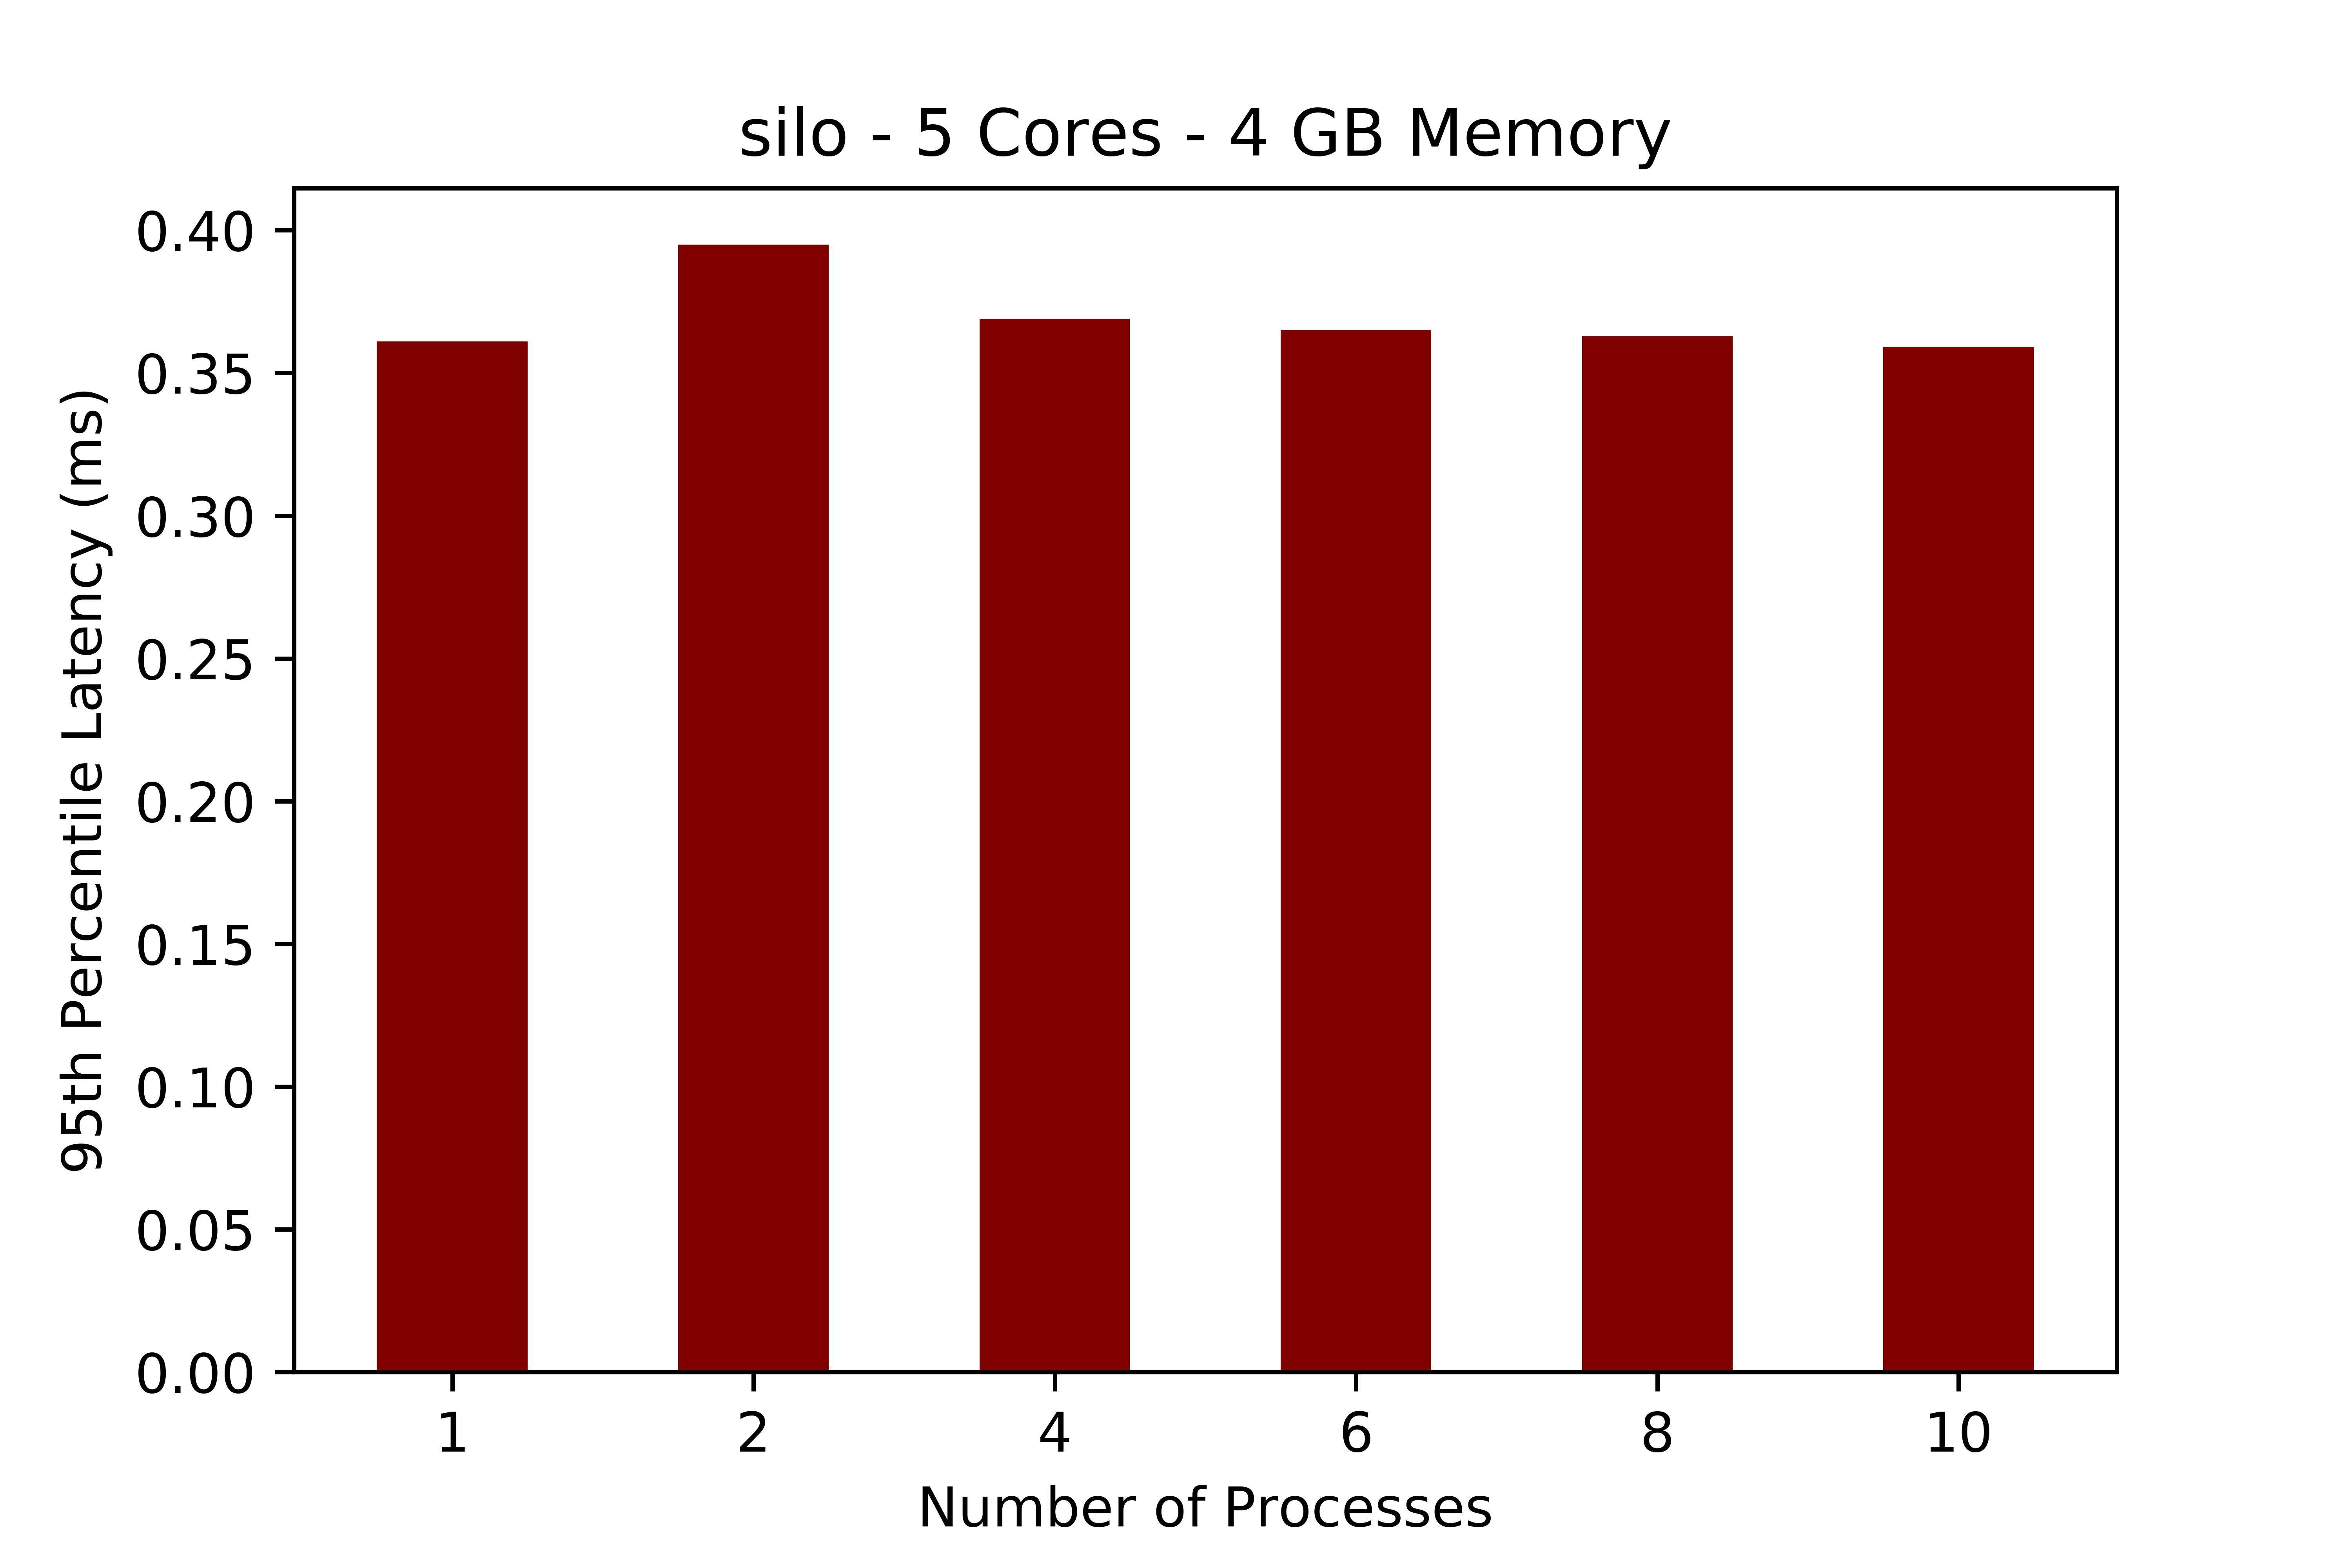 silo - 5 Cores - 4 GB Memory
95th Percentile Latency (ms)
0.40
0.35
0.30
0.25
0.20
0.15
0.10
0.05
0.00
1 2 4 6 8 10
Number of Processes